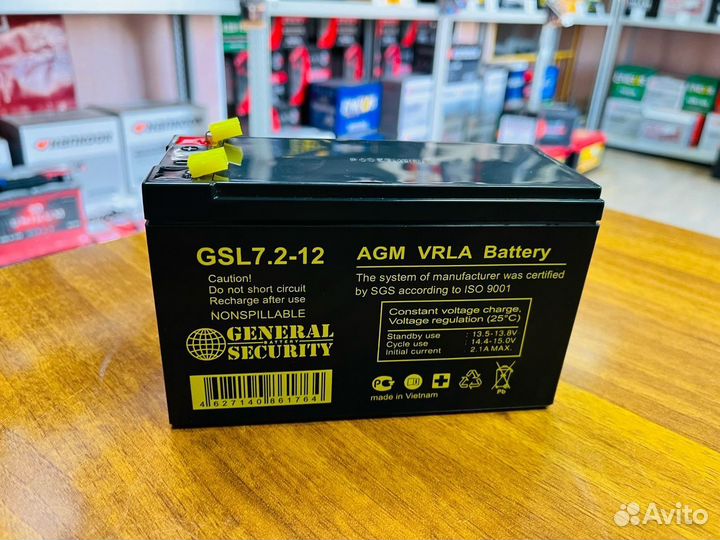 GSL7.2-12
Caution!
Do not short circuit
Recharge after use
NONSPILLABLE
GENERAL
BATTERY
SECURITY
4627140861764
AGM VRLA Battery
The system of manufacturer was certified
by SGS according to ISO 9001
Constant voltage charge,
Voltage regulation (25°C)
Standby use : 13.5-13.8V
Cycle use : 14.4-15.0V
Initial current : 2.1A MAX.
Pb
made in Vietnam
HANKOOK
Avito